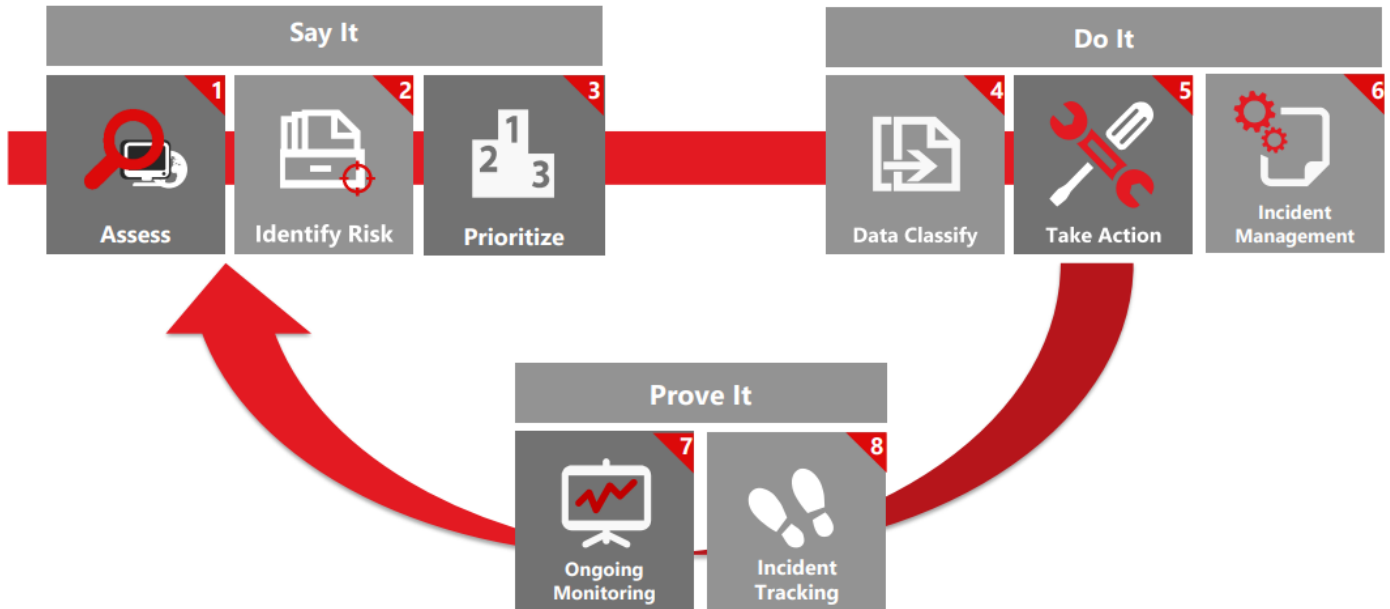 Say It
1
Assess
2
Identify Risk
3
1
2
3
Prioritize
Do It
4
Data Classify
5
Take Action
6
Incident
Management
Prove It
7
Ongoing
Monitoring
8
Incident
Tracking